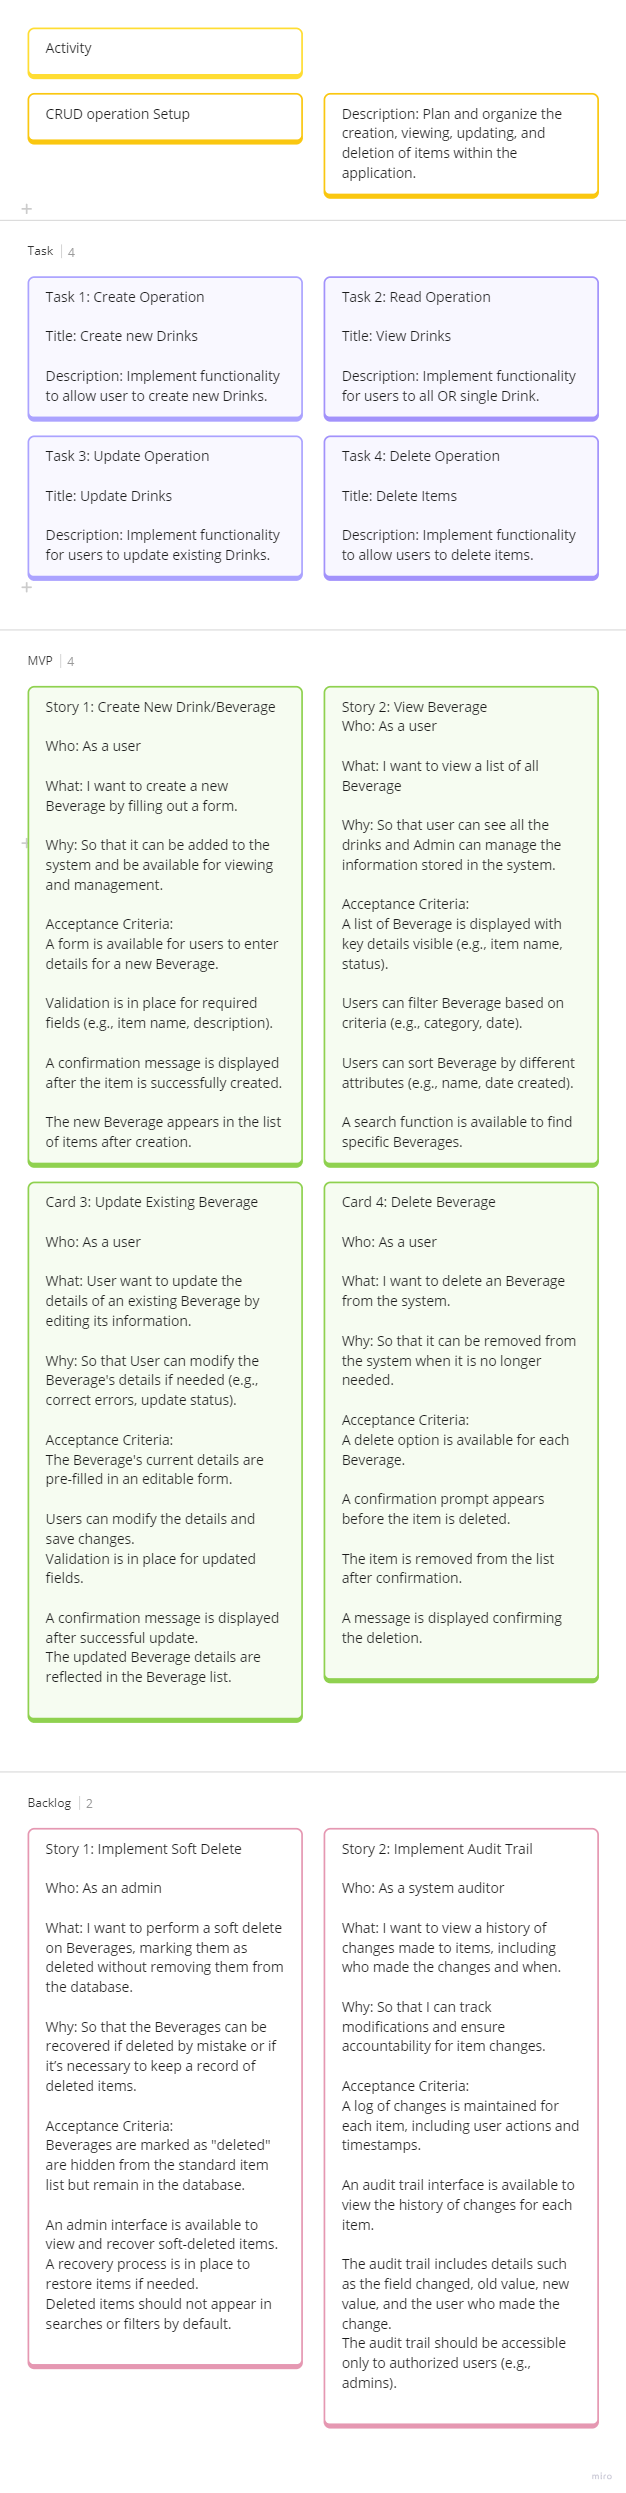 Activity
CRUD operation Setup
Description: Plan and organize the
creation, viewing, updating, and
deletion of items within the
application.
Task | 4
Task 1: Create Operation
Title: Create new Drinks
Description: Implement functionality
to allow user to create new Drinks.
Task 2: Read Operation
Title: View Drinks
Description: Implement functionality
for users to all OR single Drink.
Task 3: Update Operation
Title: Update Drinks
Description: Implement functionality
for users to update existing Drinks.
Task 4: Delete Operation
Title: Delete Items
Description: Implement functionality
to allow users to delete items.
MVP | 4
Story 1: Create New Drink/Beverage
Who: As a user
What: I want to create a new
Beverage by filling out a form.
Why: So that it can be added to the
system and be available for viewing
and management.
Acceptance Criteria:
A form is available for users to enter
details for a new Beverage.
Validation is in place for required
fields (e.g., item name, description).
A confirmation message is displayed
after the item is successfully created.
The new Beverage appears in the list
of items after creation.
Story 2: View Beverage
Who: As a user
What: I want to view a list of all
Beverage
Why: So that user can see all the
drinks and Admin can manage the
information stored in the system.
Acceptance Criteria:
A list of Beverage is displayed with
key details visible (e.g., item name,
status).
Users can filter Beverage based on
criteria (e.g., category, date).
Users can sort Beverage by different
attributes (e.g., name, date created).
A search function is available to find
specific Beverages.
Card 3: Update Existing Beverage
Who: As a user
What: User want to update the
details of an existing Beverage by
editing its information.
Why: So that User can modify the
Beverage's details if needed (e.g.,
correct errors, update status).
Acceptance Criteria:
The Beverage's current details are
pre-filled in an editable form.
Users can modify the details and
save changes.
Validation is in place for updated
fields.
A confirmation message is displayed
after successful update.
The updated Beverage details are
reflected in the Beverage list.
Card 4: Delete Beverage
Who: As a user
What: I want to delete an Beverage
from the system.
Why: So that it can be removed from
the system when it is no longer
needed.
Acceptance Criteria:
A delete option is available for each
Beverage.
A confirmation prompt appears
before the item is deleted.
The item is removed from the list
after confirmation.
A message is displayed confirming
the deletion.
Backlog | 2
Story 1: Implement Soft Delete
Who: As an admin
What: I want to perform a soft delete
on Beverages, marking them as
deleted without removing them from
the database.
Why: So that the Beverages can be
recovered if deleted by mistake or if
it’s necessary to keep a record of
deleted items.
Acceptance Criteria:
Beverages are marked as "deleted"
are hidden from the standard item
list but remain in the database.
An admin interface is available to
view and recover soft-deleted items.
A recovery process is in place to
restore items if needed.
Deleted items should not appear in
searches or filters by default.
Story 2: Implement Audit Trail
Who: As a system auditor
What: I want to view a history of
changes made to items, including
who made the changes and when.
Why: So that I can track
modifications and ensure
accountability for item changes.
Acceptance Criteria:
A log of changes is maintained for
each item, including user actions and
timestamps.
An audit trail interface is available to
view the history of changes for each
item.
The audit trail includes details such
as the field changed, old value, new
value, and the user who made the
change.
The audit trail should be accessible
only to authorized users (e.g.,
admins).
miro